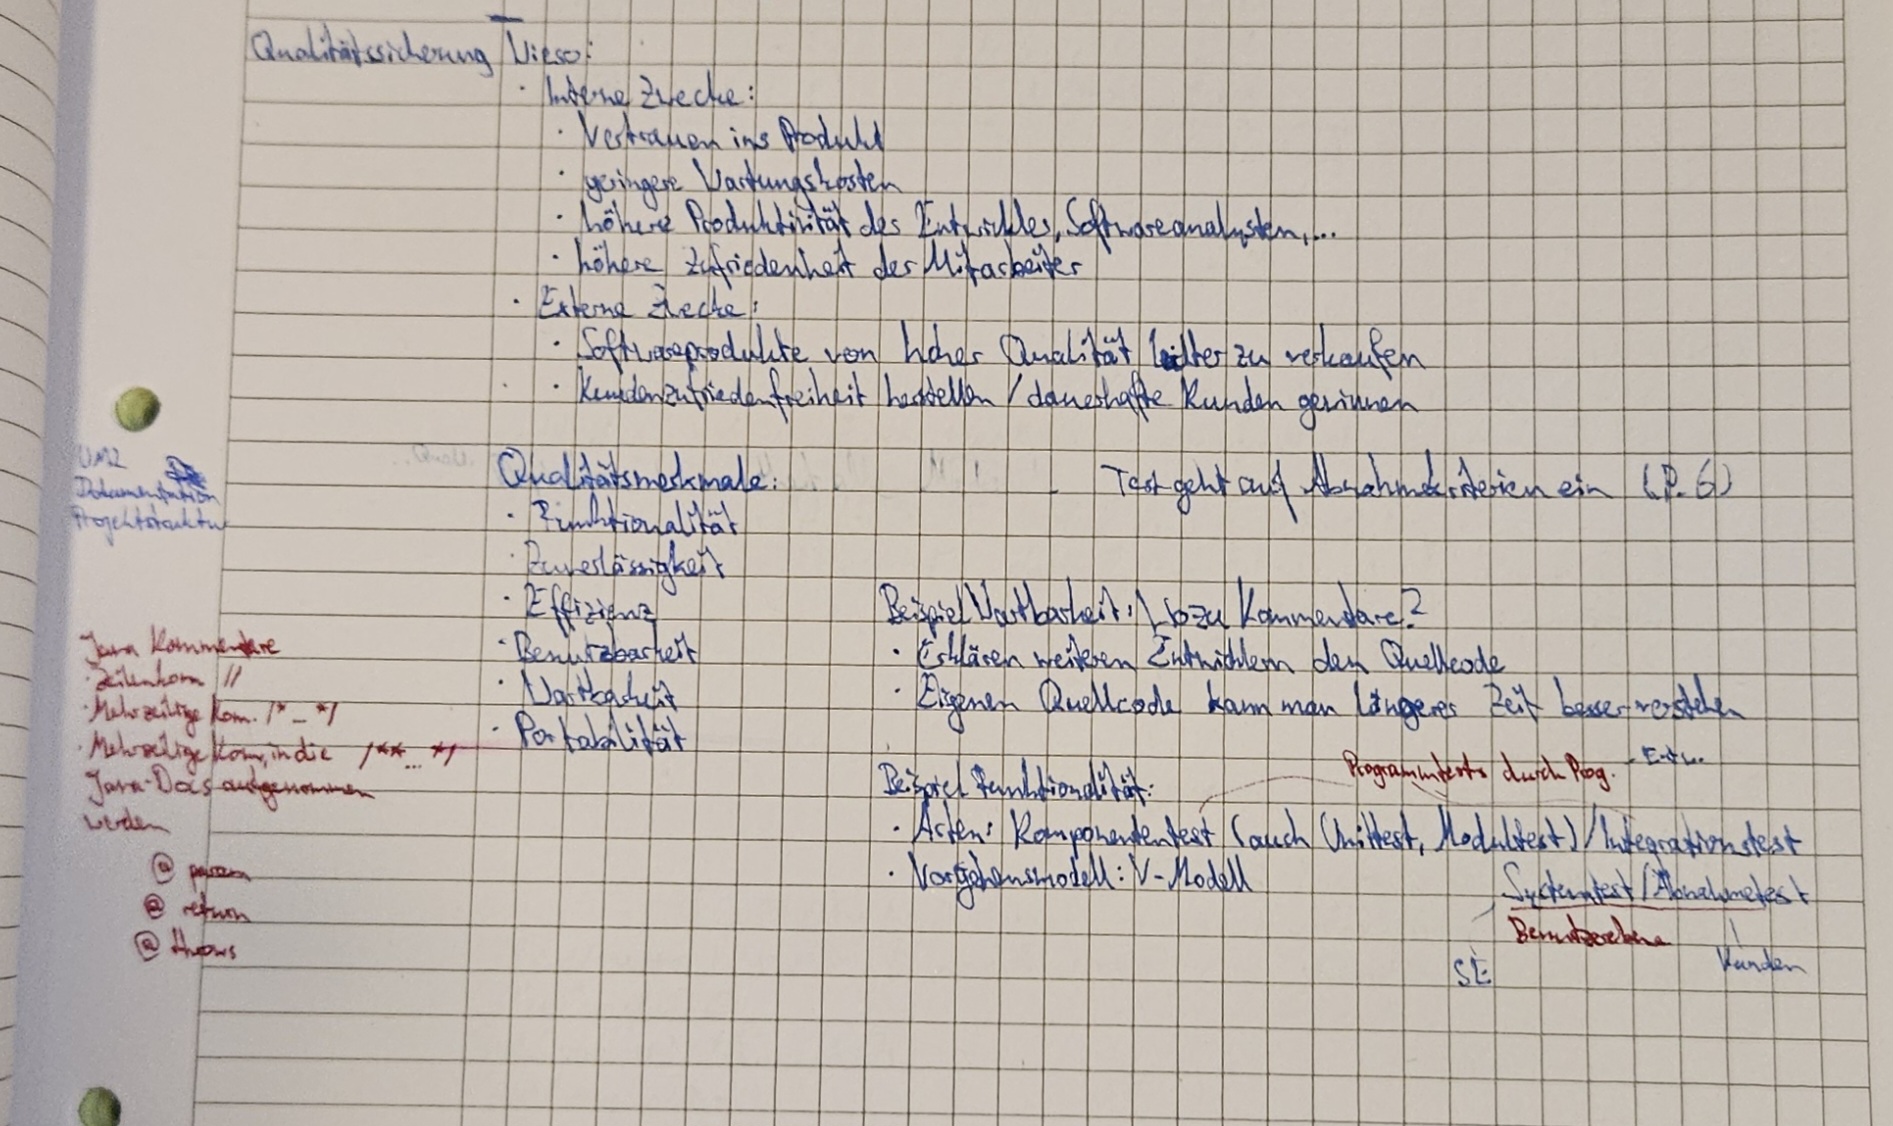 Qualitätssicherung Wieso:
· Interne Zwecke:
· Vertrauen ins Produkt
· geringere Wartungskosten
· höhere Produktivität des Entwickles, Softwareanalysten,...
· höhere Zufriedenheit der Mitarbeiter
· Externe Zwecke:
· Softwareprodukte von hoher Qualität leichter zu verkaufen
· Kundenzufriedenfreiheit herstellen / dauerhafte Kunden gewinnen
Qualitätsmerkmale:
· Funktionalität
· Zuverlässigkeit
· Effizienz
· Benutzbarkeit
· Wartbarkeit
· Portabilität
Test geht auf Abnahmekriterien ein (P. 6)
Beispiel Wartbarkeit: Wozu Kommentare?
· Erklären weiteren Entwicklern den Quellcode
· Eigenen Quellcode kann man längeres Zeit besser verstehen
Beispiel Funktionalität:
Programmtests durch Prog. - Entw.
· Arten: Komponententest (auch Unittest, Modultest) / Integrationstest
Systemtest / Abnahmetest
· Vorgehensmodell: V-Modell
Benutzerebene
SE
Kunden
UML
Dokumentation
Projektstruktur
Java Kommentare
· Zeilenkom //
· Mehrzeilige Kom. /* _ */
· Mehrzeilige Kom, in die /** ... */
Java-Docs aufgenommen
werden
@ param
@ return
@ throws